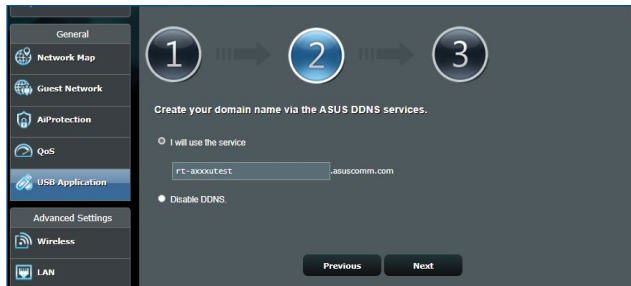 General
Network Map
Guest Network
AiProtection
QoS
USB Application
Advanced Settings
Wireless
LAN
1
2
3
Create your domain name via the ASUS DDNS services.
I will use the service
rt-axxxutest .asuscomm.com
Disable DDNS.
Previous Next